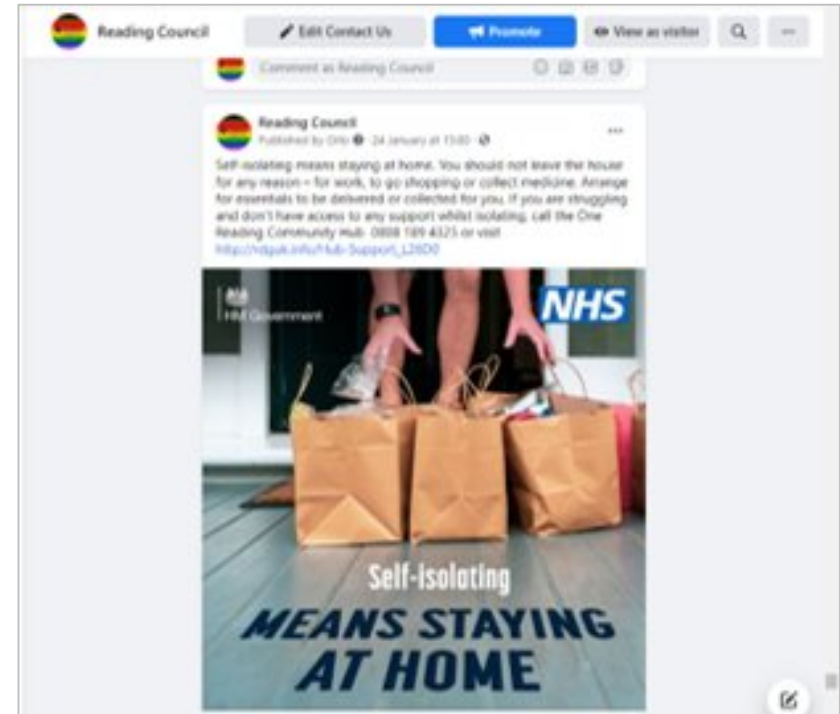 Reading Council
Edit Contact Us
Promote
View as visitor
Comment as Reading Council
Reading Council
Published by Orlo · 24 January at 15:00 ·
Self-isolating means staying at home. You should not leave the house
for any reason – for work, to go shopping or collect medicine. Arrange
for essentials to be delivered or collected for you. If you are struggling
and don't have access to any support whilst isolating, call the One
Reading Community Hub 0808 189 4325 or visit
HM Government
NHS
Self-isolating
MEANS STAYING
AT HOME